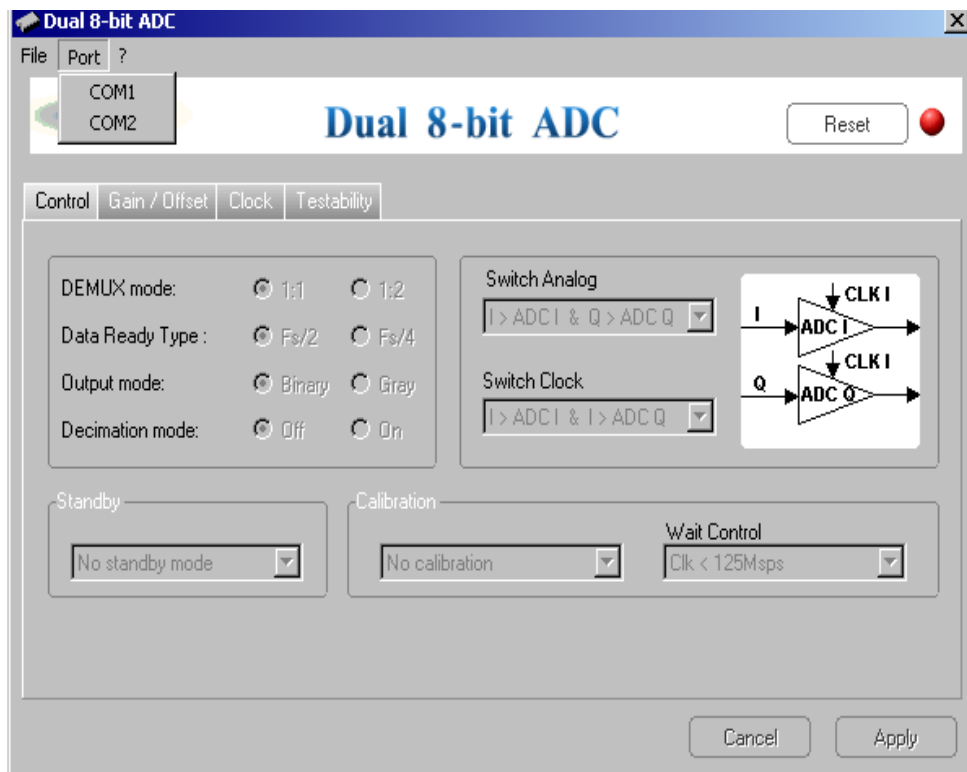 Dual 8-bit ADC
File Port ?
COM1
COM2
Dual 8-bit ADC
Reset
Control Gain / Offset Clock Testability
DEMUX mode: 1:1 1:2
Data Ready Type : Fs/2 Fs/4
Output mode: Binary Gray
Decimation mode: Off On
Switch Analog
I > ADC I & Q > ADC Q
Switch Clock
I > ADC I & I > ADC Q
CLK I
I
ADC I
CLK I
Q
ADC Q
Standby
No standby mode
Calibration
No calibration
Wait Control
Clk < 125Msps
Cancel Apply